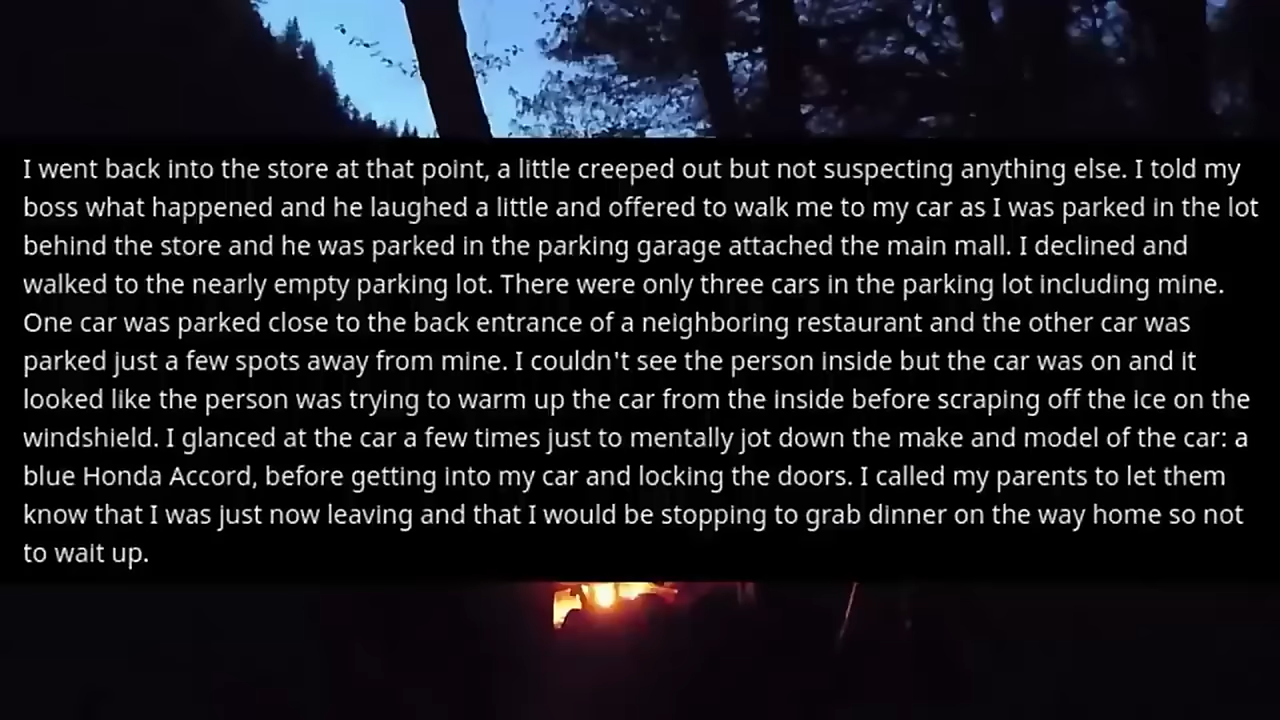 I went back into the store at that point, a little creeped out but not suspecting anything else. I told my
boss what happened and he laughed a little and offered to walk me to my car as I was parked in the lot
behind the store and he was parked in the parking garage attached the main mall. I declined and
walked to the nearly empty parking lot. There were only three cars in the parking lot including mine.
One car was parked close to the back entrance of a neighboring restaurant and the other car was
parked just a few spots away from mine. I couldn't see the person inside but the car was on and it
looked like the person was trying to warm up the car from the inside before scraping off the ice on the
windshield. I glanced at the car a few times just to mentally jot down the make and model of the car: a
blue Honda Accord, before getting into my car and locking the doors. I called my parents to let them
know that I was just now leaving and that I would be stopping to grab dinner on the way home so not
to wait up.